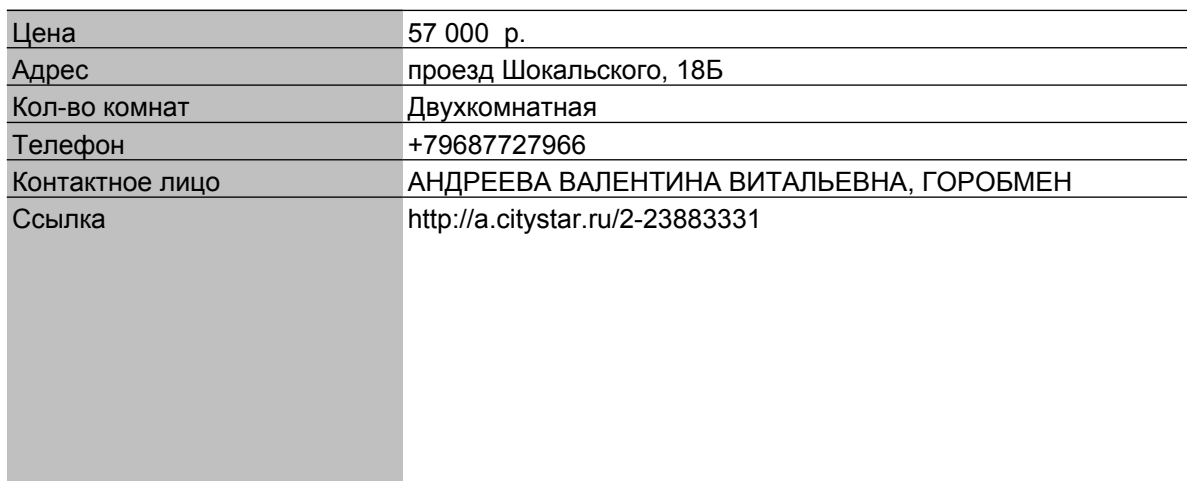 Цена 57 000 р.
Адрес проезд Шокальского, 18Б
Кол-во комнат Двухкомнатная
Телефон +79687727966
Контактное лицо АНДРЕЕВА ВАЛЕНТИНА ВИТАЛЬЕВНА, ГОРОБМЕН
Ссылка http://a.citystar.ru/2-23883331